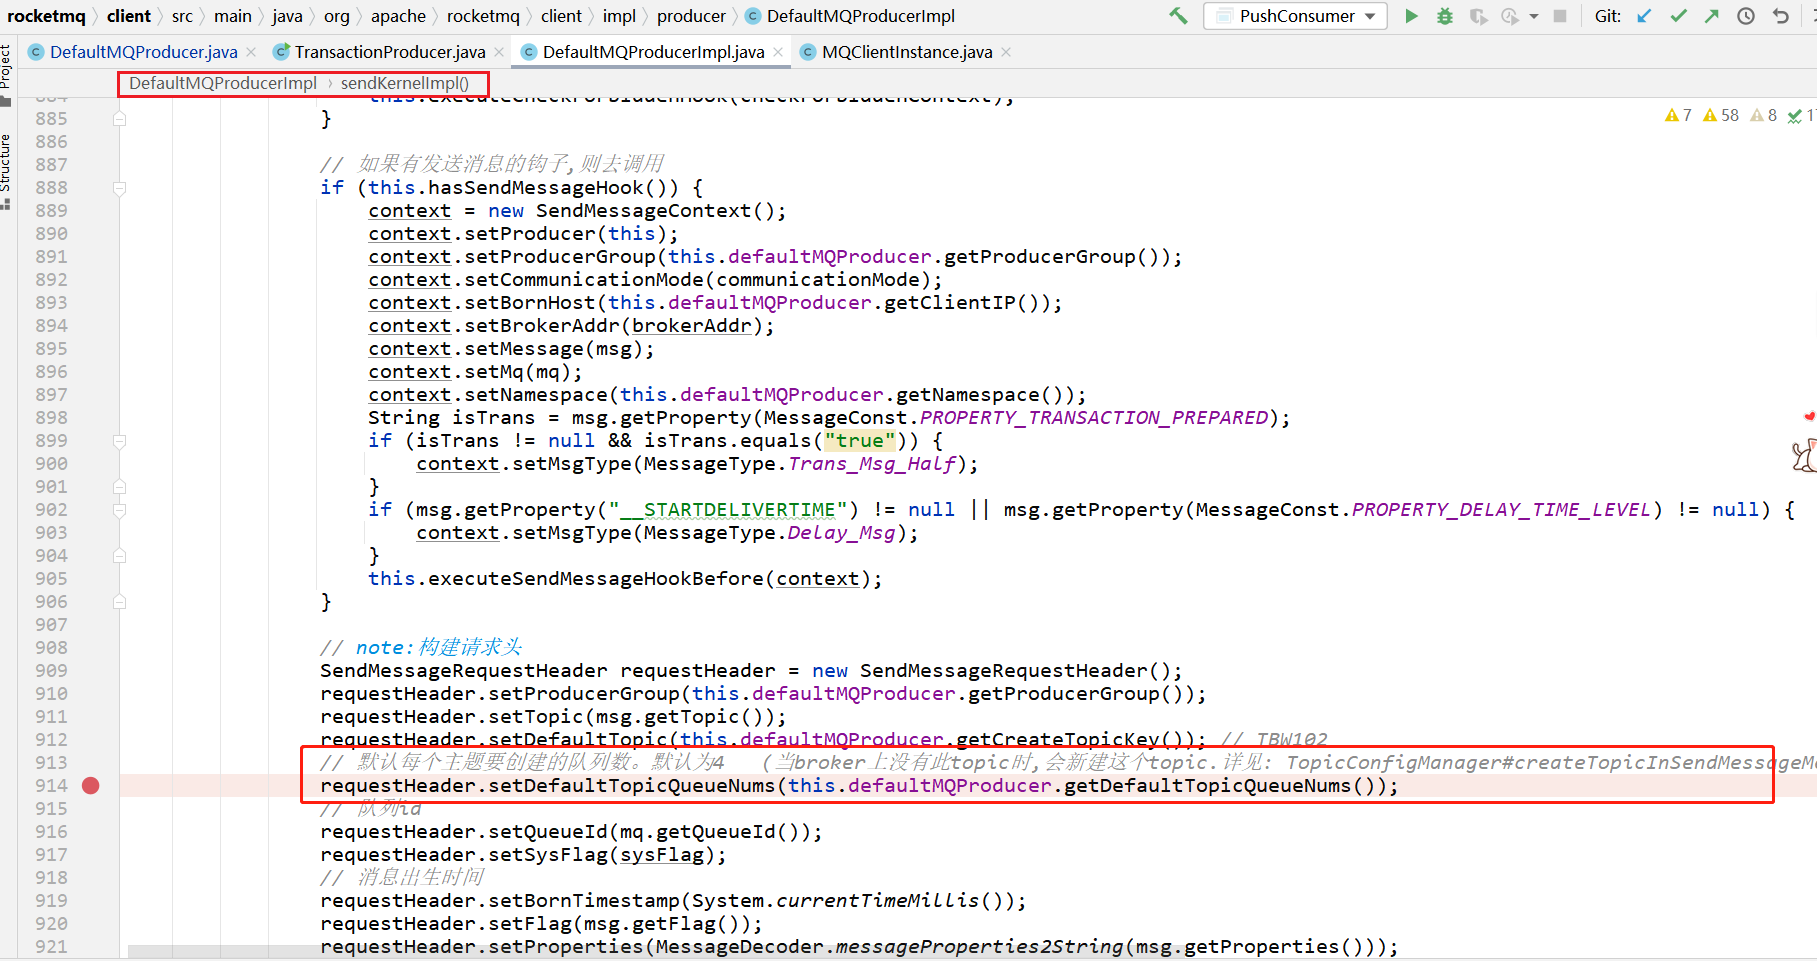 rocketmq › client › src › main › java › org › apache › rocketmq › client › impl › producer › DefaultMQProducerImpl PushConsumer Git:
DefaultMQProducer.java TransactionProducer.java DefaultMQProducerImpl.java MQClientInstance.java
Project
Structure
DefaultMQProducerImpl › sendKernelImpl()
7 58 8
884 this.executeCheckForbiddenHook(checkForbiddenContext);
885 }
886
887 // 如果有发送消息的钩子,则去调用
888 if (this.hasSendMessageHook()) {
889 context = new SendMessageContext();
890 context.setProducer(this);
891 context.setProducerGroup(this.defaultMQProducer.getProducerGroup());
892 context.setCommunicationMode(communicationMode);
893 context.setBornHost(this.defaultMQProducer.getClientIP());
894 context.setBrokerAddr(brokerAddr);
895 context.setMessage(msg);
896 context.setMq(mq);
897 context.setNamespace(this.defaultMQProducer.getNamespace());
898 String isTrans = msg.getProperty(MessageConst.PROPERTY_TRANSACTION_PREPARED);
899 if (isTrans != null && isTrans.equals("true")) {
900 context.setMsgType(MessageType.Trans_Msg_Half);
901 }
902 if (msg.getProperty("__STARTDELIVERTIME") != null || msg.getProperty(MessageConst.PROPERTY_DELAY_TIME_LEVEL) != null) {
903 context.setMsgType(MessageType.Delay_Msg);
904 }
905 this.executeSendMessageHookBefore(context);
906 }
907
908 // note:构建请求头
909 SendMessageRequestHeader requestHeader = new SendMessageRequestHeader();
910 requestHeader.setProducerGroup(this.defaultMQProducer.getProducerGroup());
911 requestHeader.setTopic(msg.getTopic());
912 requestHeader.setDefaultTopic(this.defaultMQProducer.getCreateTopicKey()); // TBW102
913 // 默认每个主题要创建的队列数。默认为4 (当broker上没有此topic时,会新建这个topic.详见: TopicConfigManager#createTopicInSendMessageM
914 requestHeader.setDefaultTopicQueueNums(this.defaultMQProducer.getDefaultTopicQueueNums());
915 // 队列id
916 requestHeader.setQueueId(mq.getQueueId());
917 requestHeader.setSysFlag(sysFlag);
918 // 消息出生时间
919 requestHeader.setBornTimestamp(System.currentTimeMillis());
920 requestHeader.setFlag(msg.getFlag());
921 requestHeader.setProperties(MessageDecoder.messageProperties2String(msg.getProperties()));